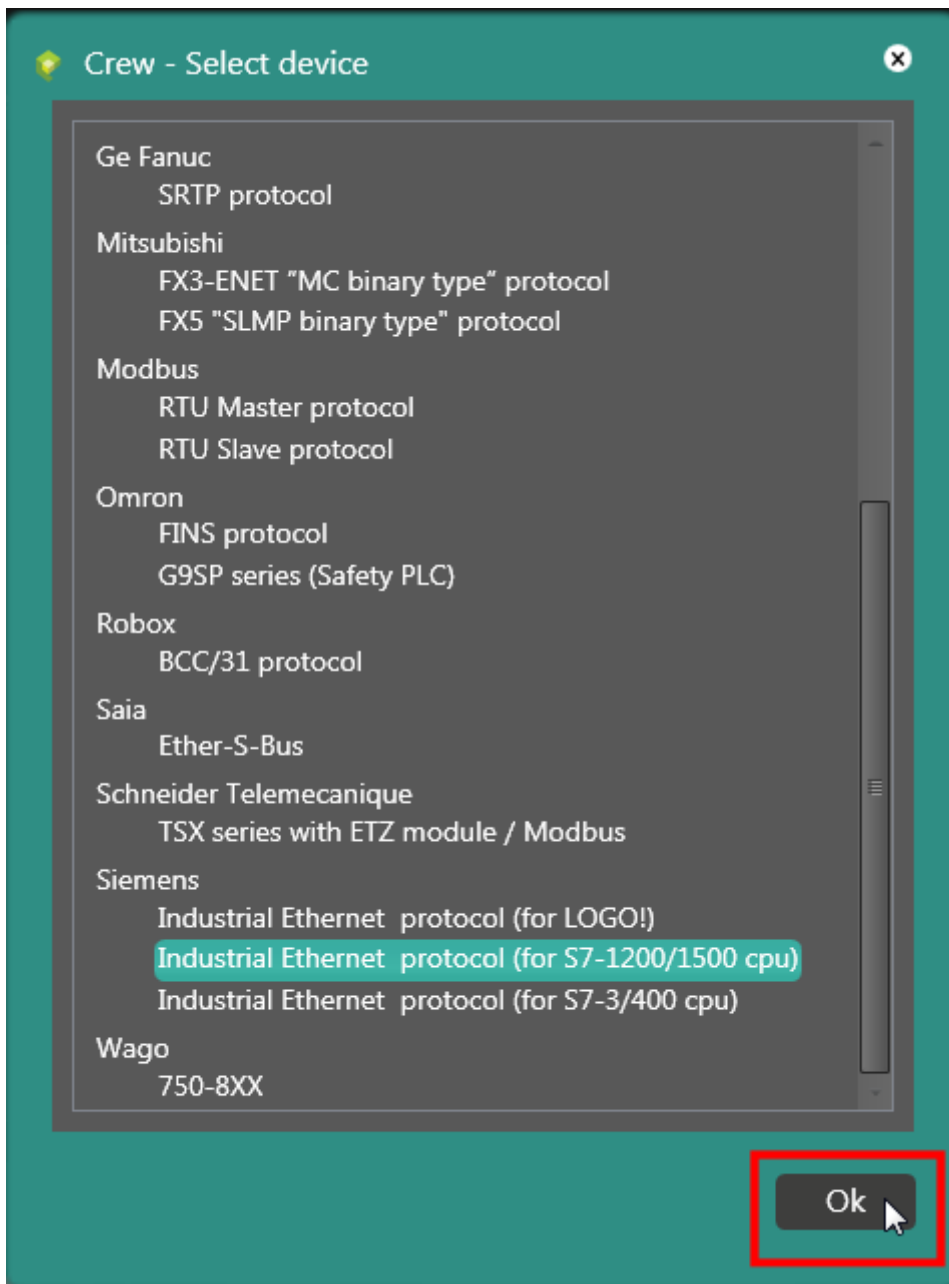 Crew - Select device
Ge Fanuc
SRTP protocol
Mitsubishi
FX3-ENET “MC binary type” protocol
FX5 "SLMP binary type" protocol
Modbus
RTU Master protocol
RTU Slave protocol
Omron
FINS protocol
G9SP series (Safety PLC)
Robox
BCC/31 protocol
Saia
Ether-S-Bus
Schneider Telemecanique
TSX series with ETZ module / Modbus
Siemens
Industrial Ethernet  protocol (for LOGO!)
Industrial Ethernet  protocol (for S7-1200/1500 cpu)
Industrial Ethernet  protocol (for S7-3/400 cpu)
Wago
750-8XX
Ok